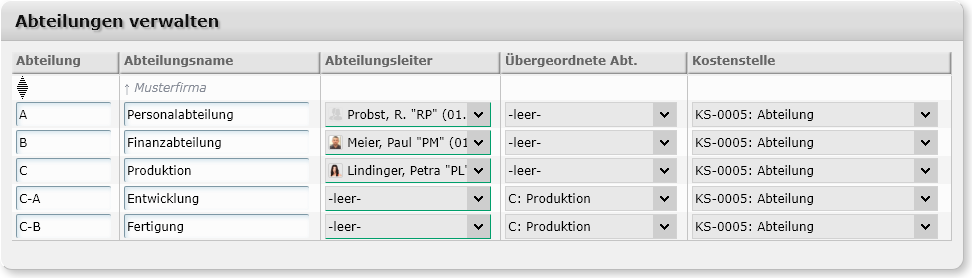 Abteilungen verwalten
Abteilung Abteilungsname Abteilungsleiter Übergeordnete Abt. Kostenstelle
↑ Musterfirma
A Personalabteilung Probst, R. "RP" (01. -leer- KS-0005: Abteilung
B Finanzabteilung Meier, Paul "PM" (01 -leer- KS-0005: Abteilung
C Produktion Lindinger, Petra "PL" -leer- KS-0005: Abteilung
C-A Entwicklung -leer- C: Produktion KS-0005: Abteilung
C-B Fertigung -leer- C: Produktion KS-0005: Abteilung